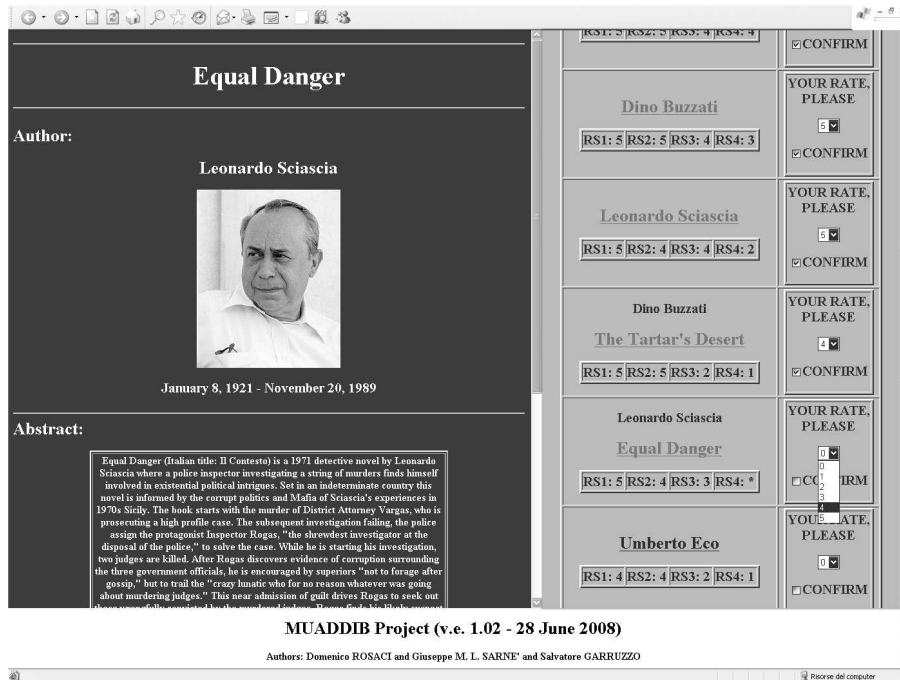 Equal Danger
Author:
Leonardo Sciascia
January 8, 1921 - November 20, 1989
Abstract:
Equal Danger (Italian title: Il Contesto) is a 1971 detective novel by Leonardo
Sciascia where a police inspector investigating a string of murders finds himself
involved in existential political intrigues. Set in an indeterminate country this
novel is informed by the corrupt politics and Mafia of Sciascia's experiences in
1970s Sicily. The book starts with the murder of District Attorney Vargas, who is
prosecuting a high profile case. The subsequent investigation failing, the police
assign the protagonist Inspector Rogas, "the shrewdest investigator at the
disposal of the police," to solve the case. While he is starting his investigation,
two judges are killed. After Rogas discovers evidence of corruption surrounding
the three government officials, he is encouraged by superiors "not to forage after
gossip," but to trail the "crazy lunatic who for no reason whatever was going
about murdering judges." This near admission of guilt drives Rogas to seek out
RS1: 5 RS2: 5 RS3: 4 RS4: 4
CONFIRM
Dino Buzzati
RS1: 5 RS2: 5 RS3: 4 RS4: 3
YOUR RATE,
PLEASE
5
CONFIRM
Leonardo Sciascia
RS1: 5 RS2: 4 RS3: 4 RS4: 2
YOUR RATE,
PLEASE
5
CONFIRM
Dino Buzzati
The Tartar's Desert
RS1: 5 RS2: 5 RS3: 2 RS4: 1
YOUR RATE,
PLEASE
4
CONFIRM
Leonardo Sciascia
Equal Danger
RS1: 5 RS2: 4 RS3: 3 RS4: *
YOUR RATE,
PLEASE
0
0
1
2
3
4
5
Umberto Eco
RS1: 4 RS2: 4 RS3: 2 RS4: 1
PLEASE
0
CONFIRM
MUADDIB Project (v.e. 1.02 - 28 June 2008)
Authors: Domenico ROSACI and Giuseppe M. L. SARNE' and Salvatore GARRUZZO
Risorse del computer